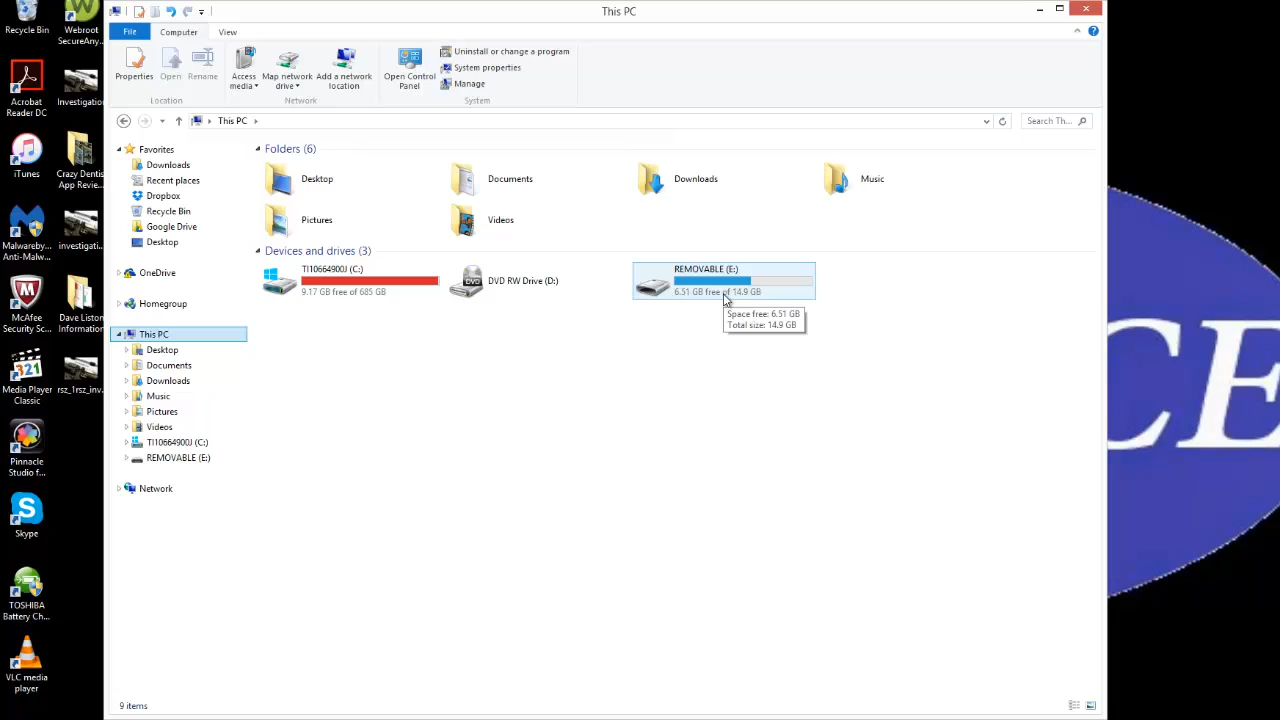 Recycle Bin
Webroot SecureAny...
Acrobat Reader DC
Investigation
iTunes
Crazy Dentis App Revie...
Malwareby... Anti-Malw...
investigati...
McAfee Security Sc...
Dave Liston Information
Media Player Classic
rsz_1rsz_inv...
Pinnacle Studio f...
Skype
TOSHIBA Battery Ch...
VLC media player
This PC
File
Computer
View
Properties
Open
Rename
Access media
Map network drive
Add a network location
Open Control Panel
Uninstall or change a program
System properties
Manage
Location
Network
System
This PC
Search Th...
Favorites
Downloads
Recent places
Dropbox
Recycle Bin
Google Drive
Desktop
OneDrive
Homegroup
This PC
Desktop
Documents
Downloads
Music
Pictures
Videos
TI10664900J (C:)
REMOVABLE (E:)
Network
Folders (6)
Desktop
Documents
Downloads
Music
Pictures
Videos
Devices and drives (3)
TI10664900J (C:)
9.17 GB free of 685 GB
DVD
DVD RW Drive (D:)
REMOVABLE (E:)
6.51 GB free of 14.9 GB
Space free: 6.51 GB
Total size: 14.9 GB
9 items
CE